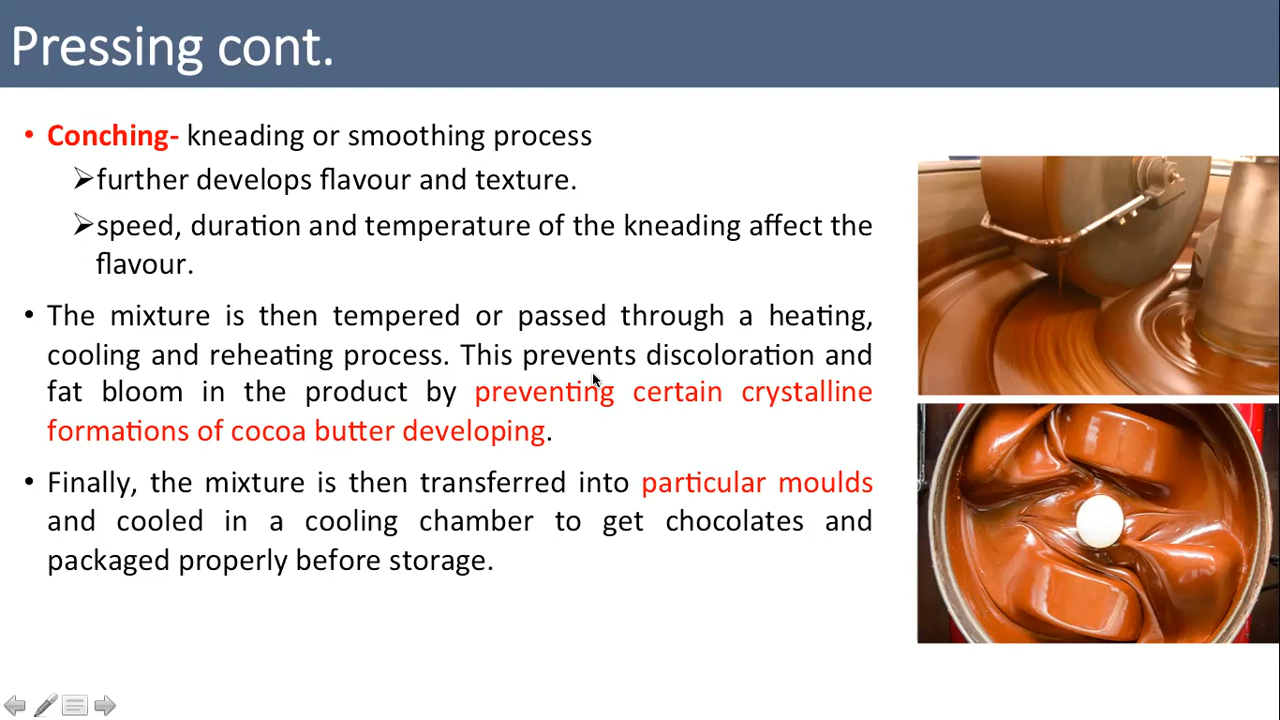 Pressing cont.
• Conching- kneading or smoothing process
➢further develops flavour and texture.
➢speed, duration and temperature of the kneading affect the
flavour.
• The mixture is then tempered or passed through a heating,
cooling and reheating process. This prevents discoloration and
fat bloom in the product by preventing certain crystalline
formations of cocoa butter developing.
• Finally, the mixture is then transferred into particular moulds
and cooled in a cooling chamber to get chocolates and
packaged properly before storage.